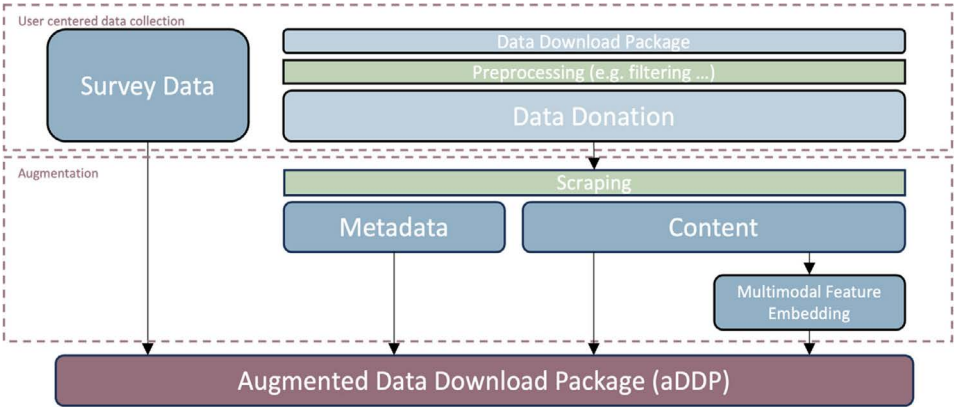 User centered data collection
Survey Data
Data Download Package
Preprocessing (e.g. filtering ...)
Data Donation
Augmentation
Scraping
Metadata
Content
Multimodal Feature
Embedding
Augmented Data Download Package (aDDP)